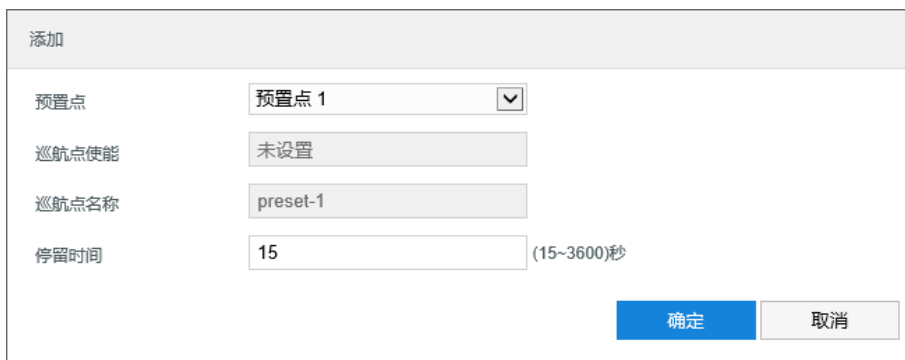 添加
预置点 预置点 1
巡航点使能 未设置
巡航点名称 preset-1
停留时间 15 (15~3600)秒
确定 取消